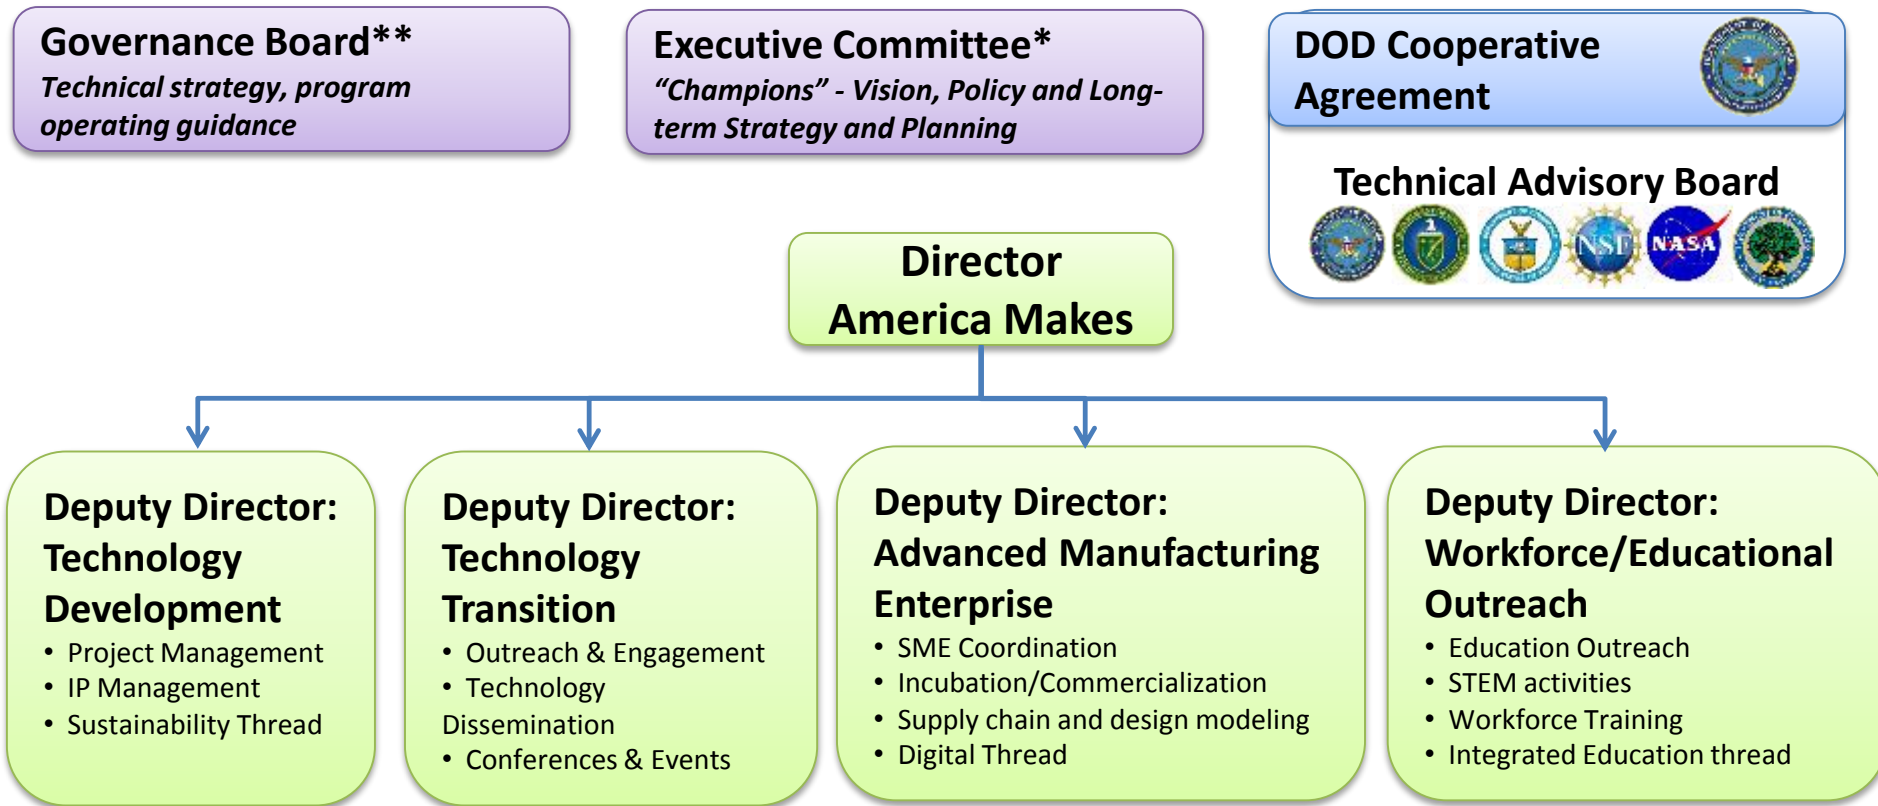 Governance Board**
Technical strategy, program
operating guidance
Executive Committee*
“Champions” - Vision, Policy and Long-
term Strategy and Planning
DOD Cooperative
Agreement
Technical Advisory Board
NSF
NASA
Director
America Makes
Deputy Director:
Technology
Development
• Project Management
• IP Management
• Sustainability Thread
Deputy Director:
Technology
Transition
• Outreach & Engagement
• Technology
Dissemination
• Conferences & Events
Deputy Director:
Advanced Manufacturing
Enterprise
• SME Coordination
• Incubation/Commercialization
• Supply chain and design modeling
• Digital Thread
Deputy Director:
Workforce/Educational
Outreach
• Education Outreach
• STEM activities
• Workforce Training
• Integrated Education thread